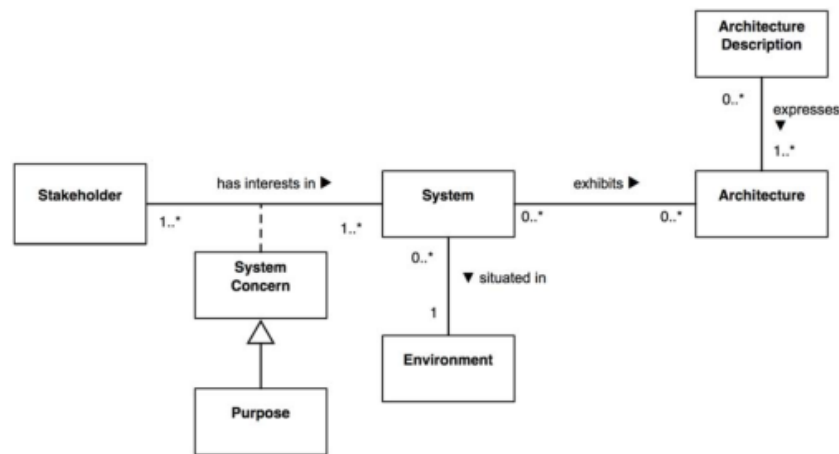 Architecture
Description
0..*
expresses
▼
1..*
Stakeholder
has interests in ▶
System
exhibits ▶
Architecture
1..*
1..*
0..*
0..*
System
Concern
0..*
▼ situated in
1
Environment
Purpose